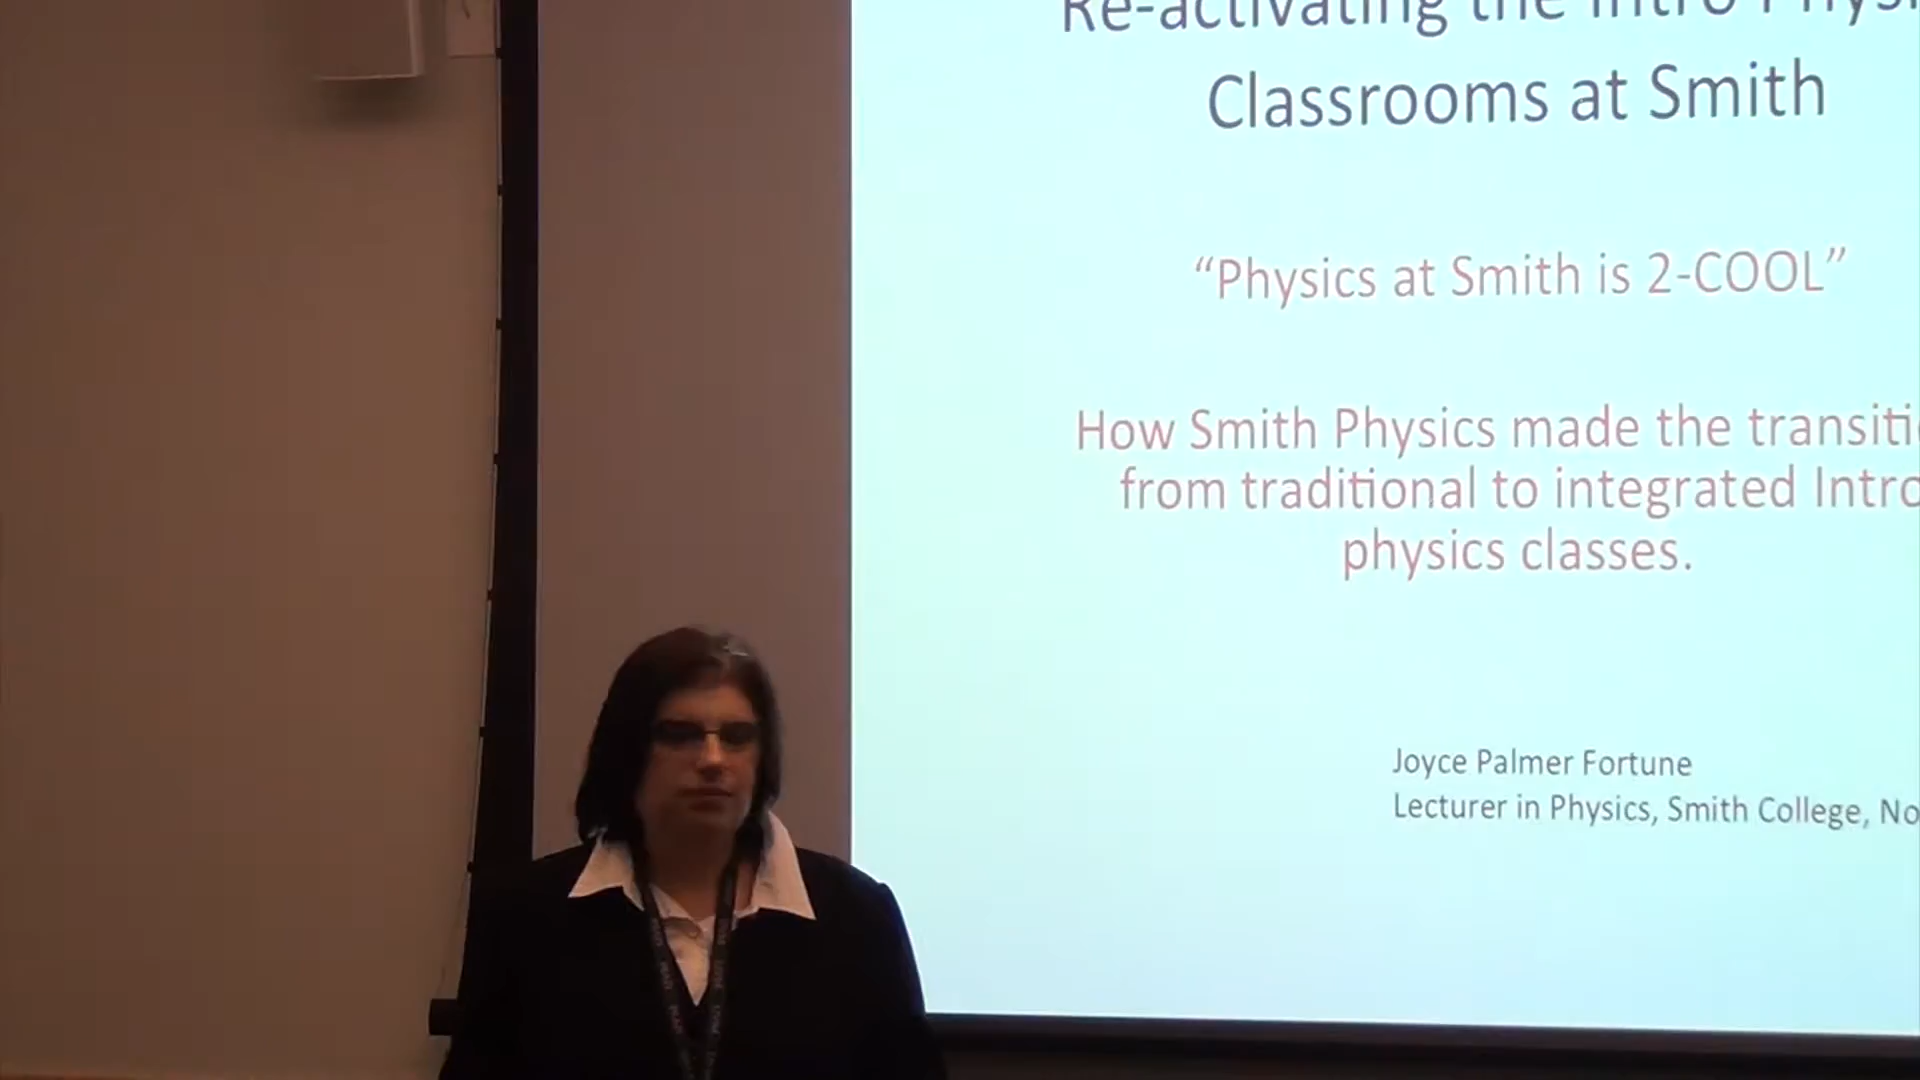 Re-activating the Intro Physi
Classrooms at Smith
“Physics at Smith is 2-COOL”
How Smith Physics made the transiti
from traditional to integrated Intro
physics classes.
Joyce Palmer Fortune
Lecturer in Physics, Smith College, No